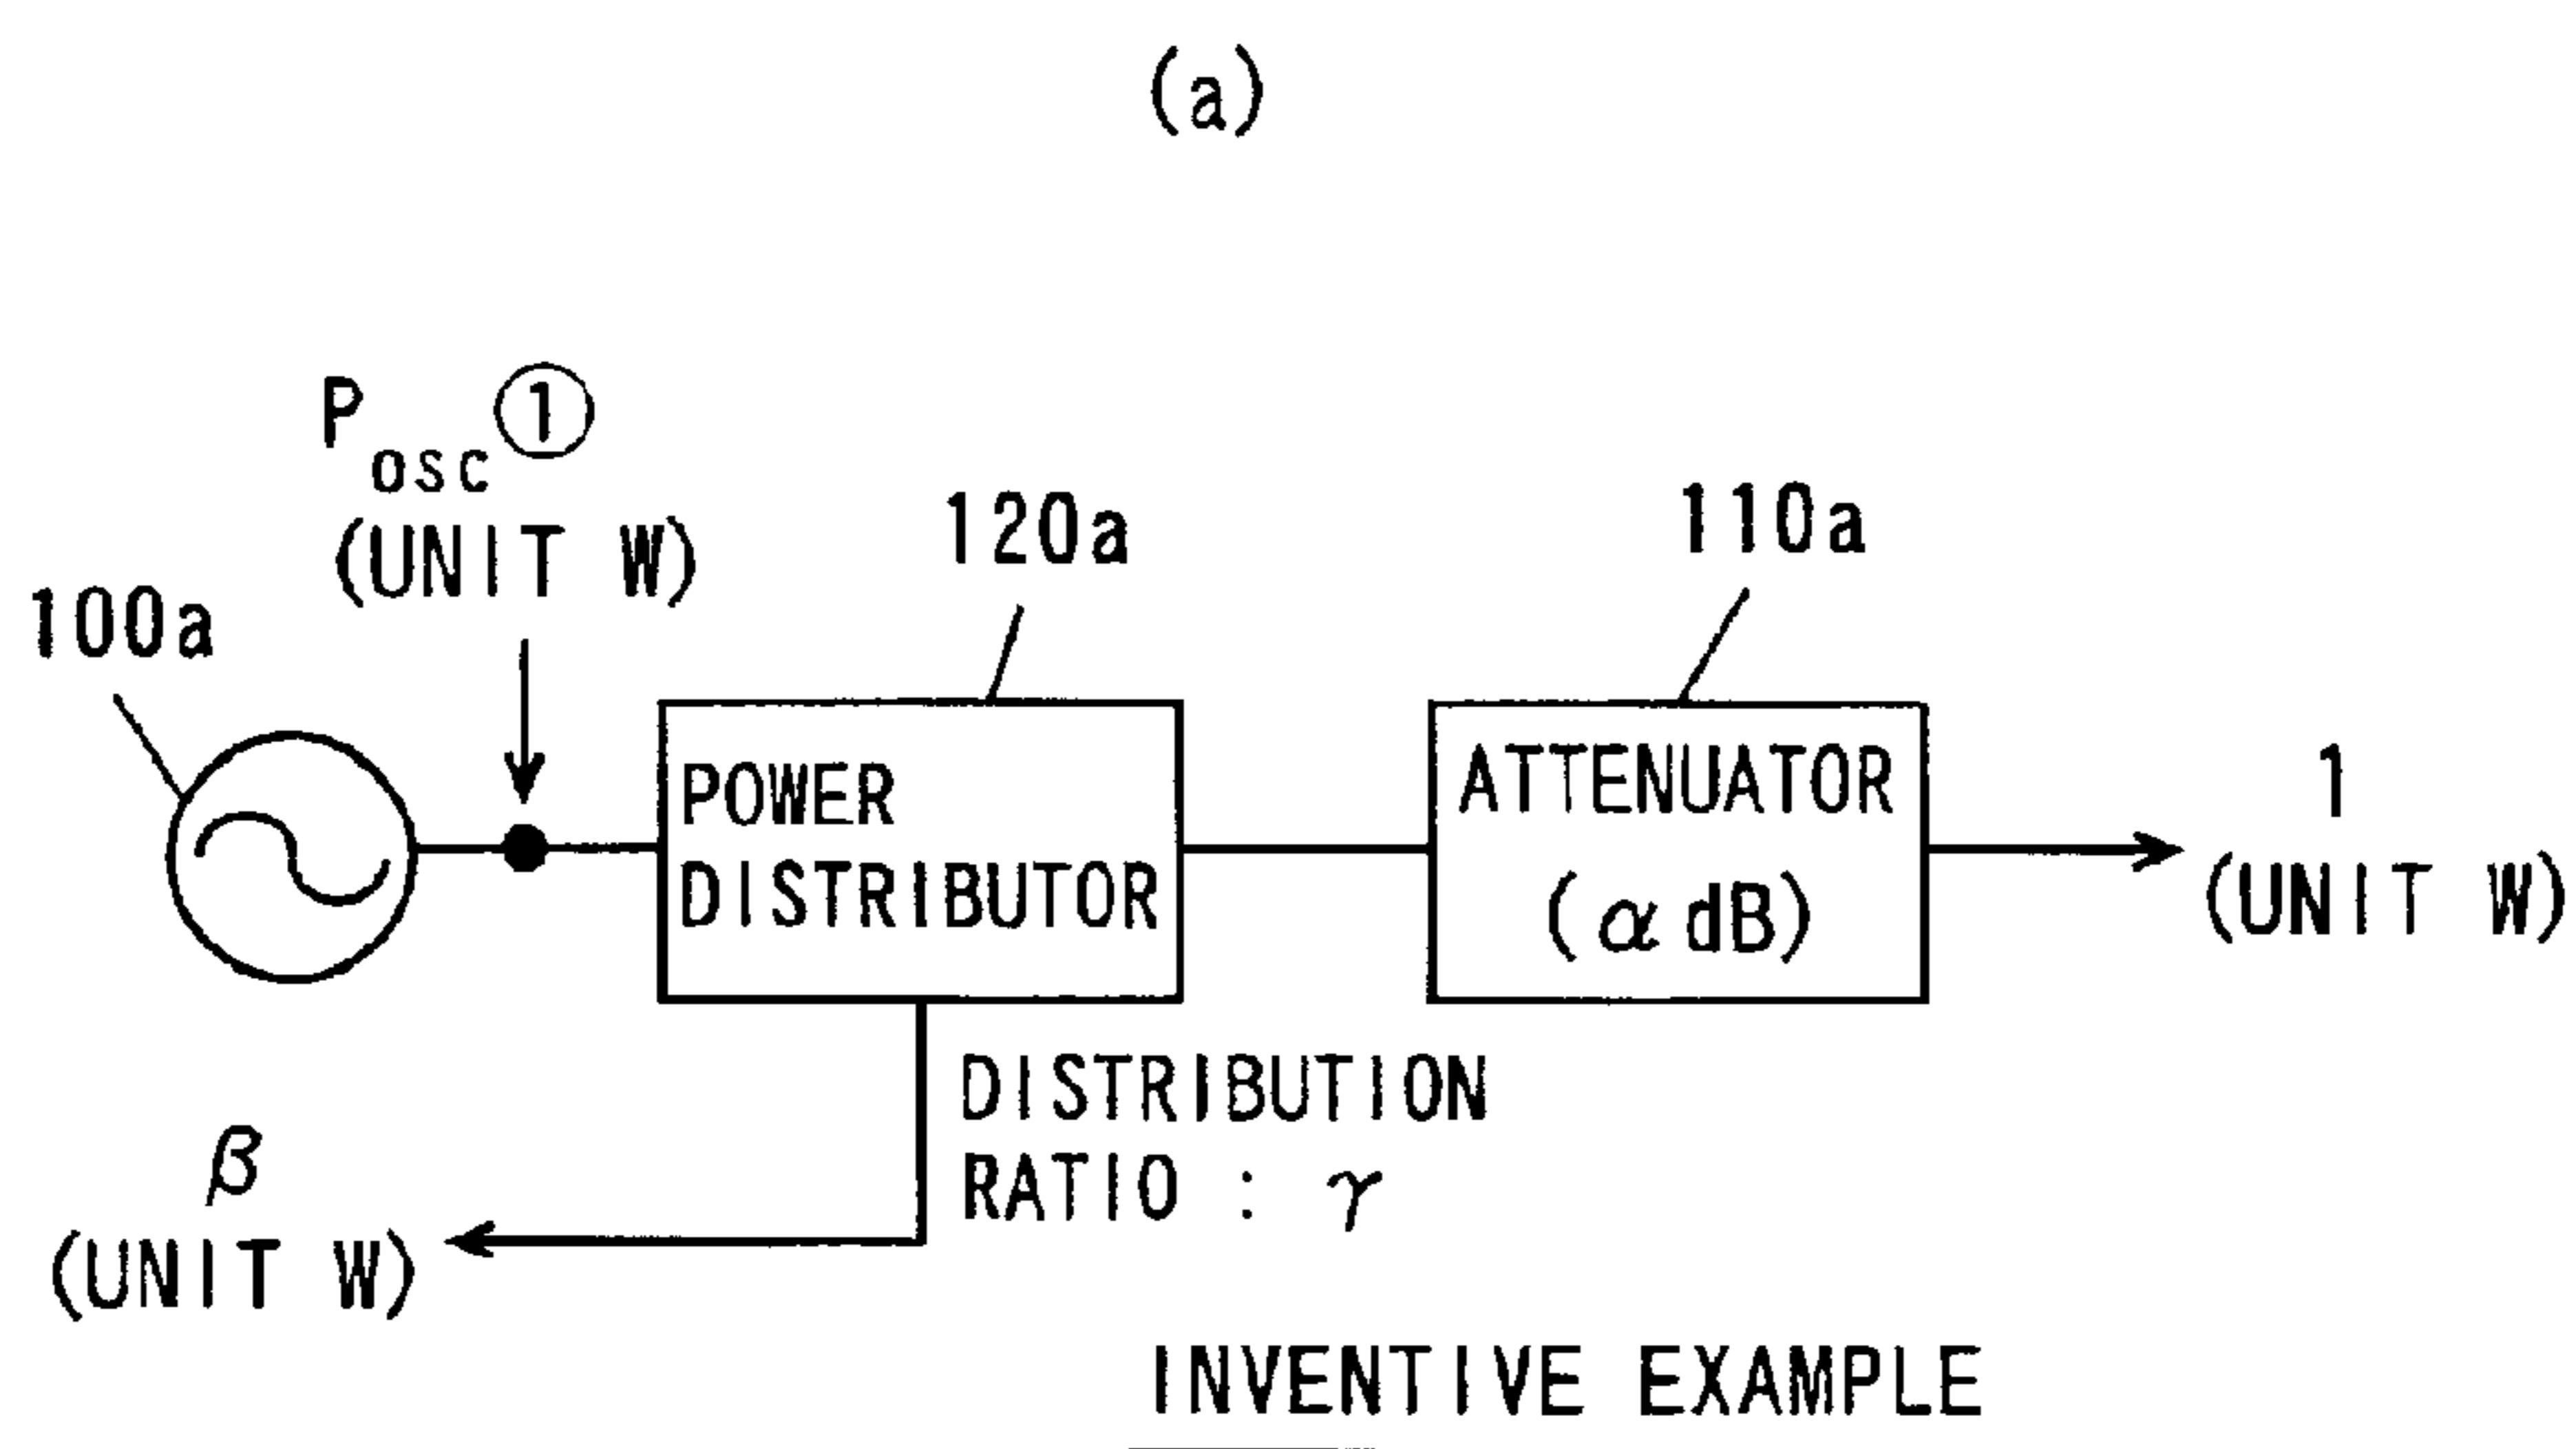 (a)
P osc ①
(UNIT W)
100a
120a
110a
POWER
DISTRIBUTOR
ATTENUATOR
(α dB)
1
(UNIT W)
DISTRIBUTION
RATIO : γ
β
(UNIT W)
INVENTIVE EXAMPLE